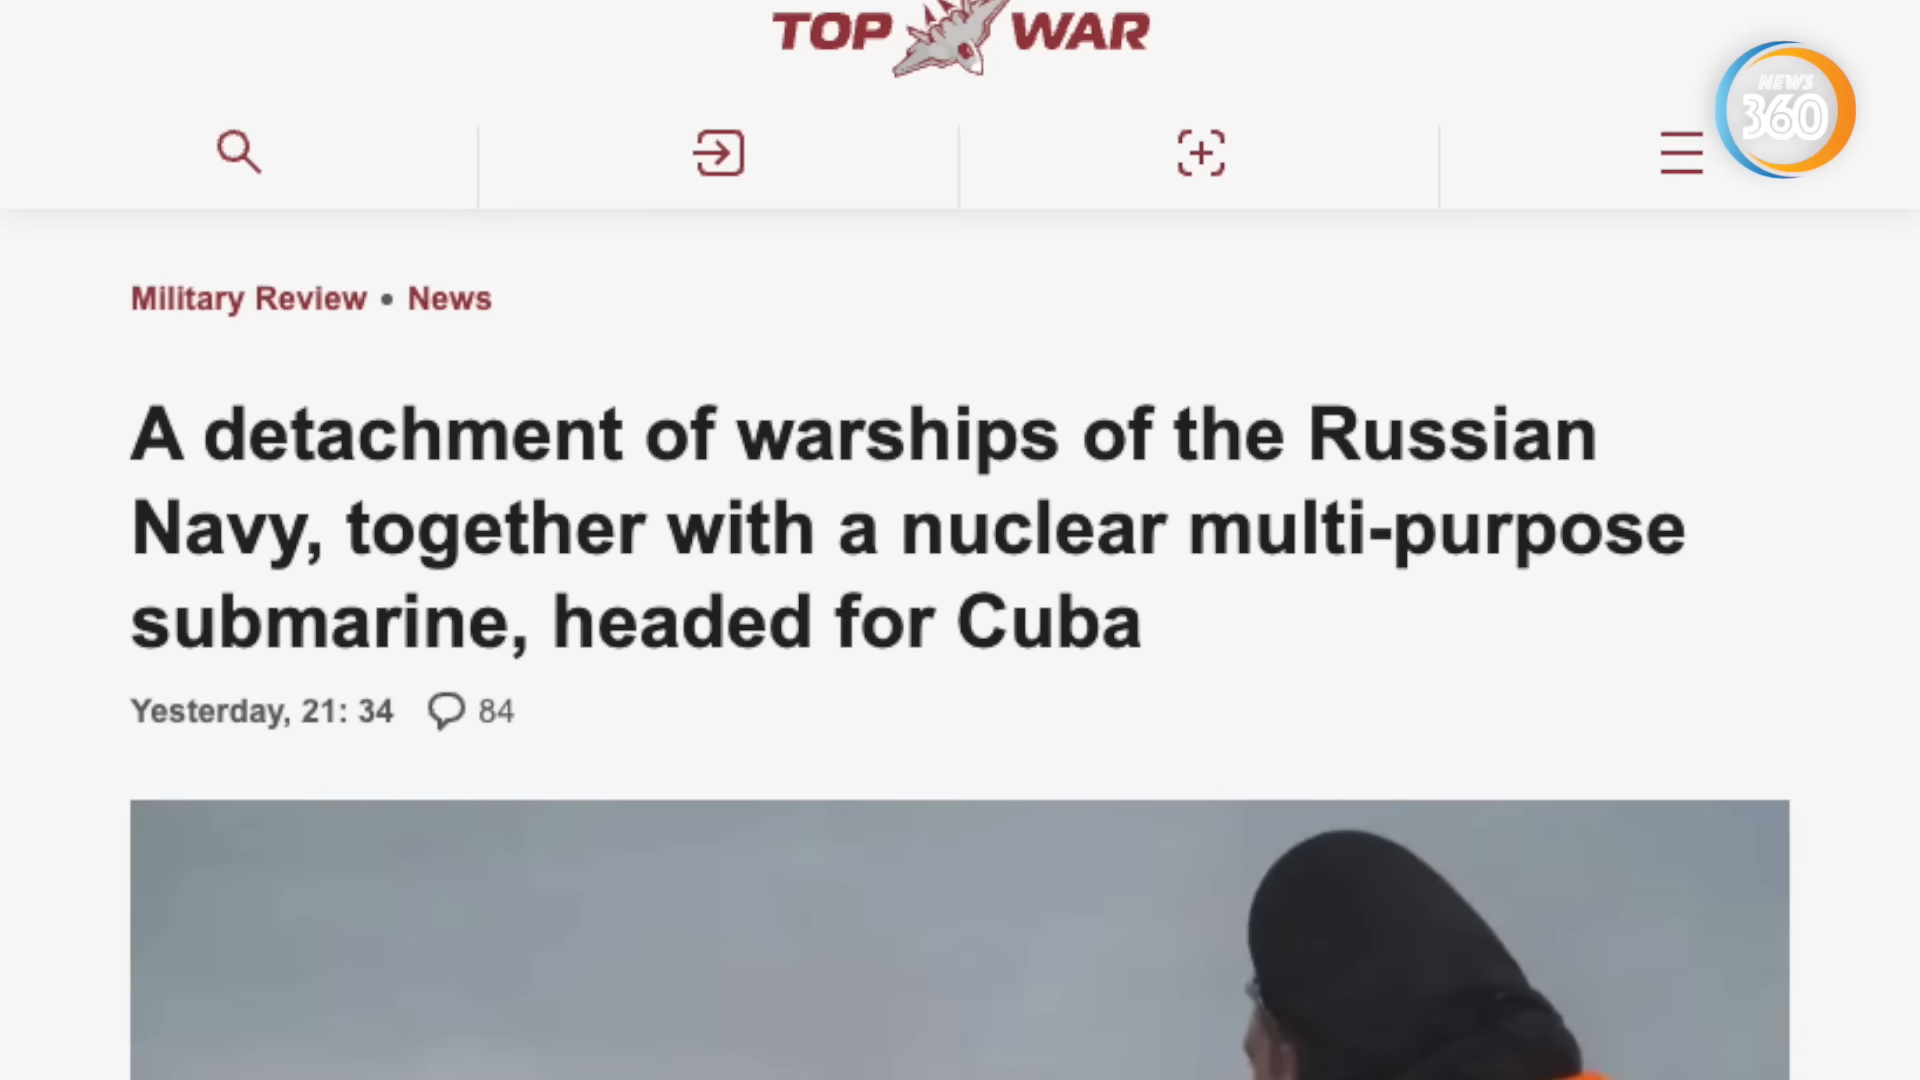 TOP WAR
NEWS
360
Military Review • News
A detachment of warships of the Russian
Navy, together with a nuclear multi-purpose
submarine, headed for Cuba
Yesterday, 21: 34 84